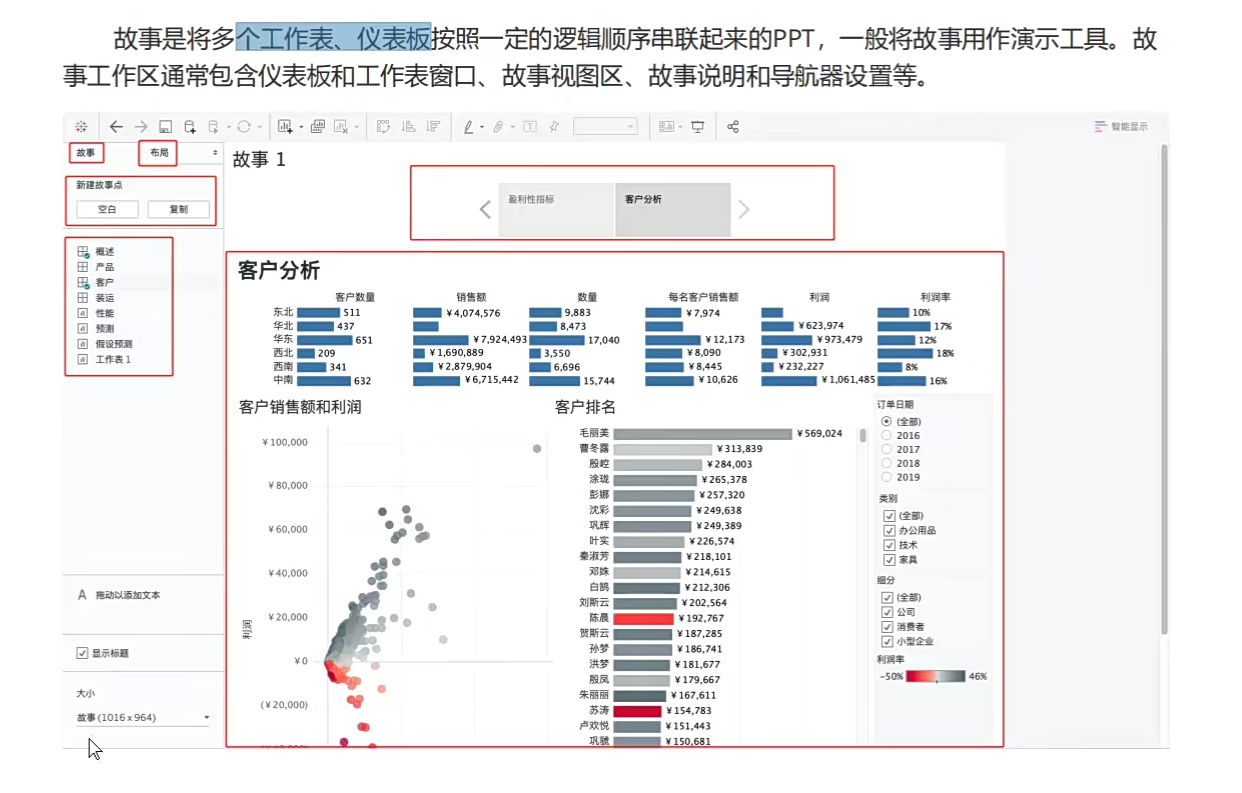 故事是将多个工作表、仪表板按照一定的逻辑顺序串联起来的PPT，一般将故事用作演示工具。故
事工作区通常包含仪表板和工作表窗口、故事视图区、故事说明和导航器设置等。
智能显示
故事 布局
故事 1
新建故事点
空白 复制
盈利性指标 客户分析
概述
产品
客户
装运
性能
预测
假设预测
工作表 1
A 拖动以添加文本
显示标题
大小
故事 (1016 x 964)
客户分析
客户数量 销售额 数量 每名客户销售额 利润 利润率
东北 511 ¥4,074,576 9,883 ¥7,974 10%
华北 437 8,473 ¥623,974 17%
华东 651 ¥7,924,493 17,040 ¥12,173 ¥973,479 12%
西北 209 ¥1,690,889 3,550 ¥8,090 ¥302,931 18%
西南 341 ¥2,879,904 6,696 ¥8,445 ¥232,227 8%
中南 632 ¥6,715,442 15,744 ¥10,626 ¥1,061,485 16%
客户销售额和利润
¥100,000
¥80,000
¥60,000
¥40,000
¥20,000
¥0
(¥20,000)
利润
客户排名
毛丽美 ¥569,024
曹冬露 ¥313,839
殷崆 ¥284,003
涂珑 ¥265,378
彭娜 ¥257,320
沈彩 ¥249,638
巩辉 ¥249,389
叶实 ¥226,574
秦淑芳 ¥218,101
邓姝 ¥214,615
白鹄 ¥212,306
刘斯云 ¥202,564
陈晨 ¥192,767
贺斯云 ¥187,285
孙梦 ¥186,741
洪梦 ¥181,677
殷凤 ¥179,667
朱丽丽 ¥167,611
苏涛 ¥154,783
卢欢悦 ¥151,443
巩虢 ¥150,681
订单日期
(全部)
2016
2017
2018
2019
类别
(全部)
办公用品
技术
家具
细分
(全部)
公司
消费者
小型企业
利润率
-50% 46%